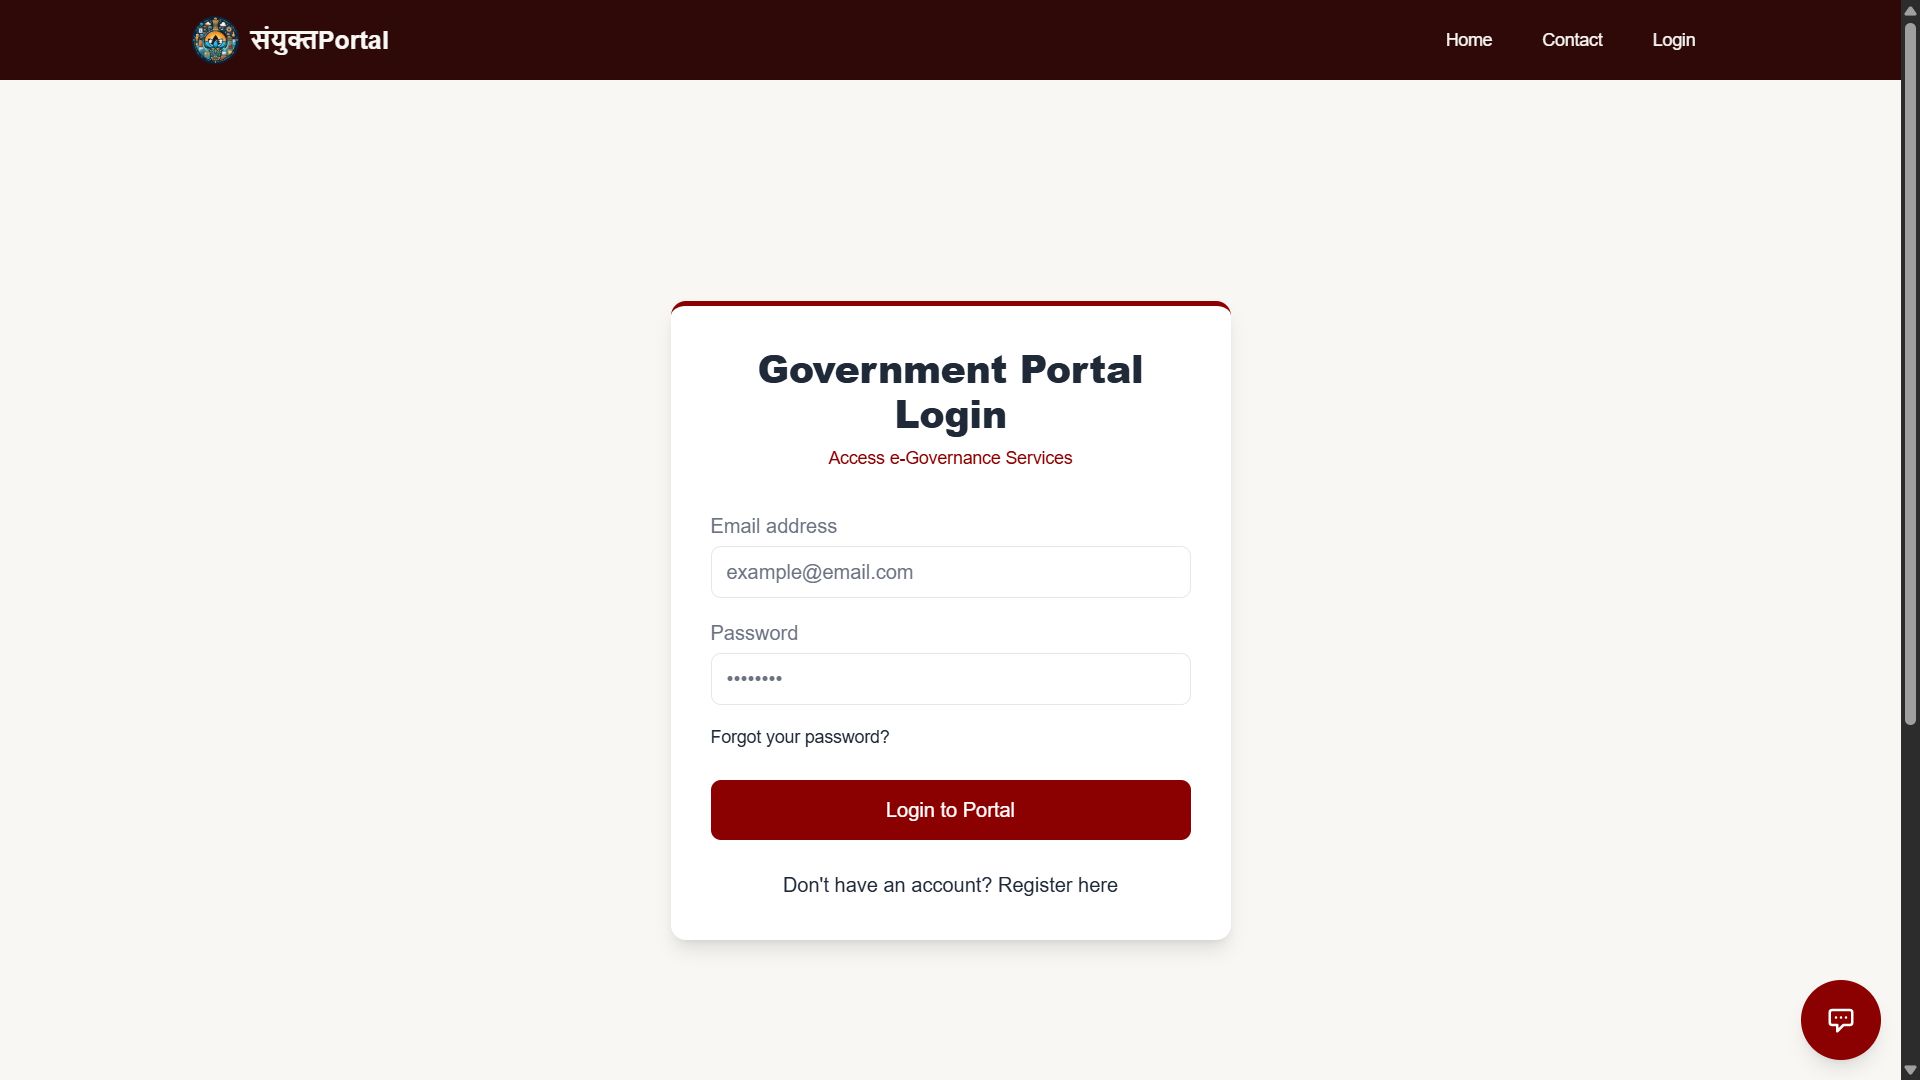 संयुक्तPortal
Home
Contact
Login
Government Portal
Login
Access e-Governance Services
Email address
example@email.com
Password
••••••••
Forgot your password?
Login to Portal
Don't have an account? Register here